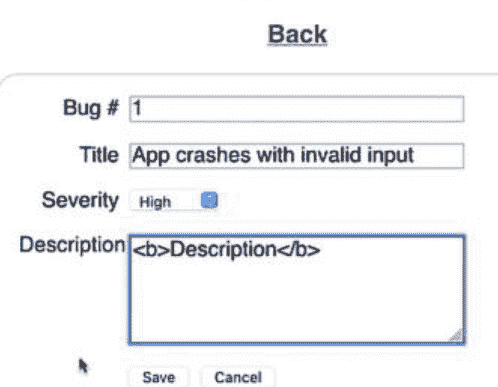 Back
Bug # 1
Title App crashes with invalid input
Severity High
Description <b>Description</b>
Save Cancel